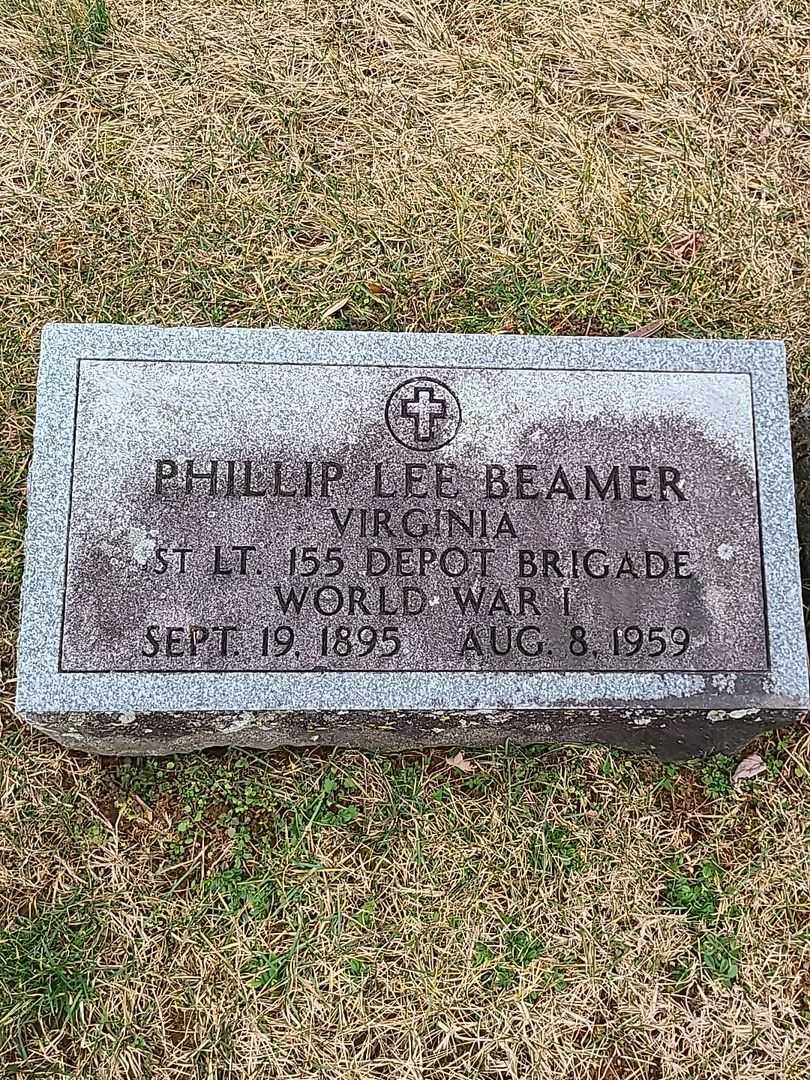 PHILLIP LEE BEAMER
VIRGINIA
ST LT. 155 DEPOT BRIGADE
WORLD WAR I
SEPT. 19, 1895 AUG. 8, 1959